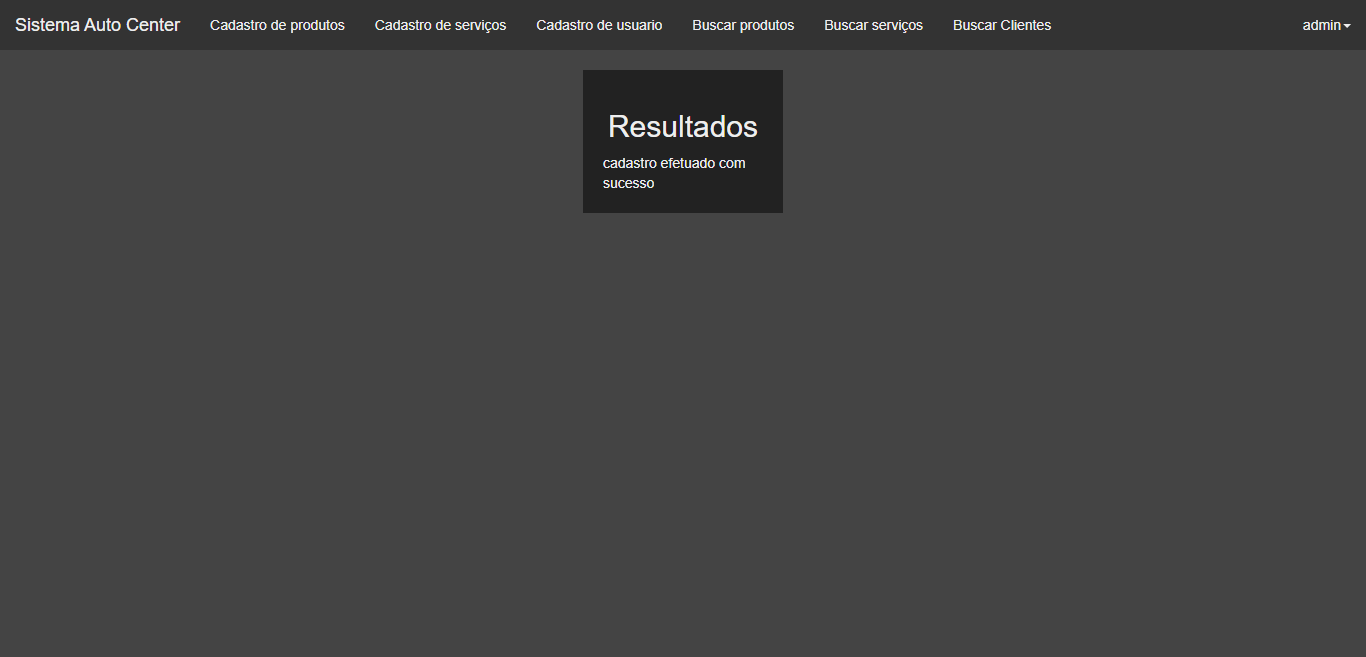 Sistema Auto Center Cadastro de produtos Cadastro de serviços Cadastro de usuario Buscar produtos Buscar serviços Buscar Clientes admin
Resultados
cadastro efetuado com
sucesso